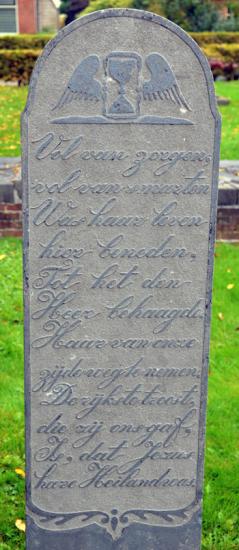 Vol van zorgen,
vol van smarten
Was haar leven
hier beneden,
Tot het den
Heer behaagde,
Haar van onze
zijde weg te nemen.
De rijkste troost,
die zij ons gaf,
Is, dat Jezus
hare Heiland was.